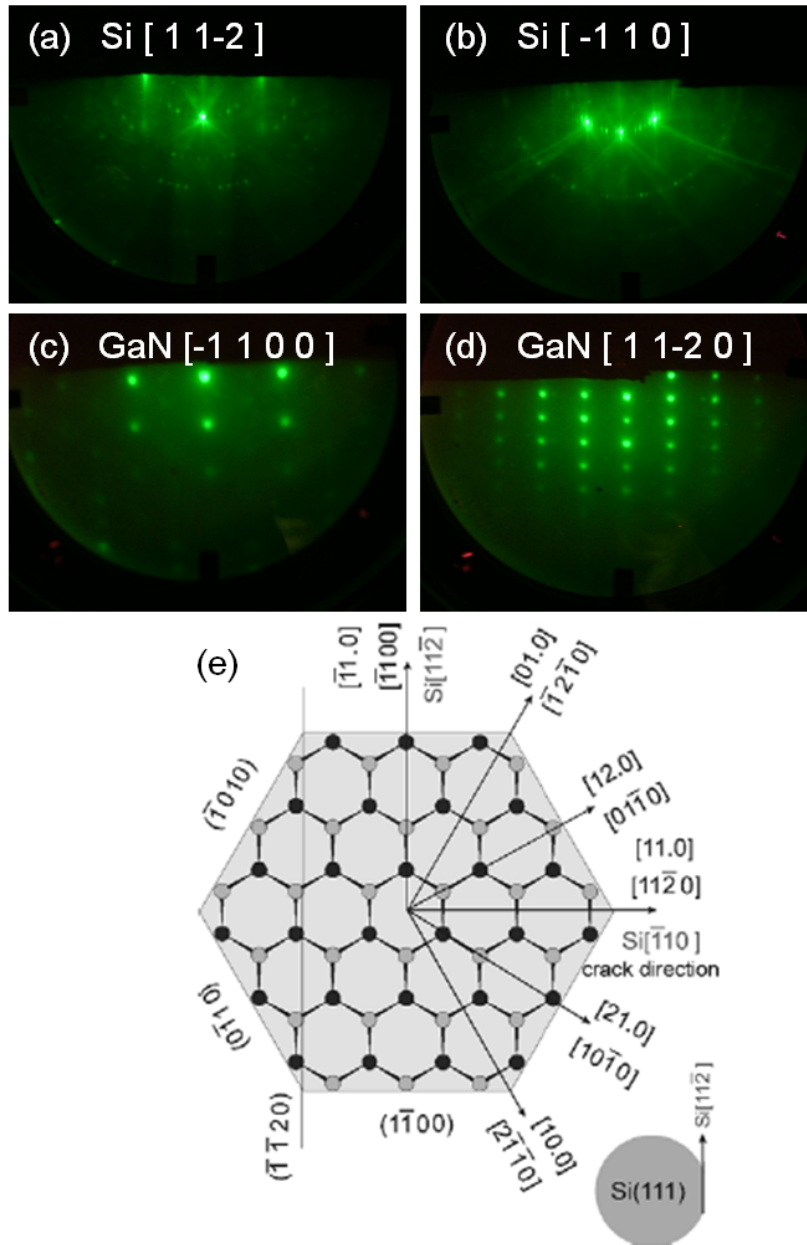 (a) Si [ 1 1-2 ]
(b) Si [ -1 1 0 ]
(c) GaN [-1 1 0 0 ]
(d) GaN [ 1 1-2 0 ]
(e)
[1̅1.0]
[1̅100]
Si[112̅]
[01.0]
[1̅21̅0]
(1̅010)
[12.0]
[011̅0]
[11.0]
[112̅0]
Si[1̅10]
crack direction
(01̅10)
[21.0]
[101̅0]
(1̅1̅20)
(11̅00)
[10.0]
[21̅1̅0]
Si[112̅]
Si(111)